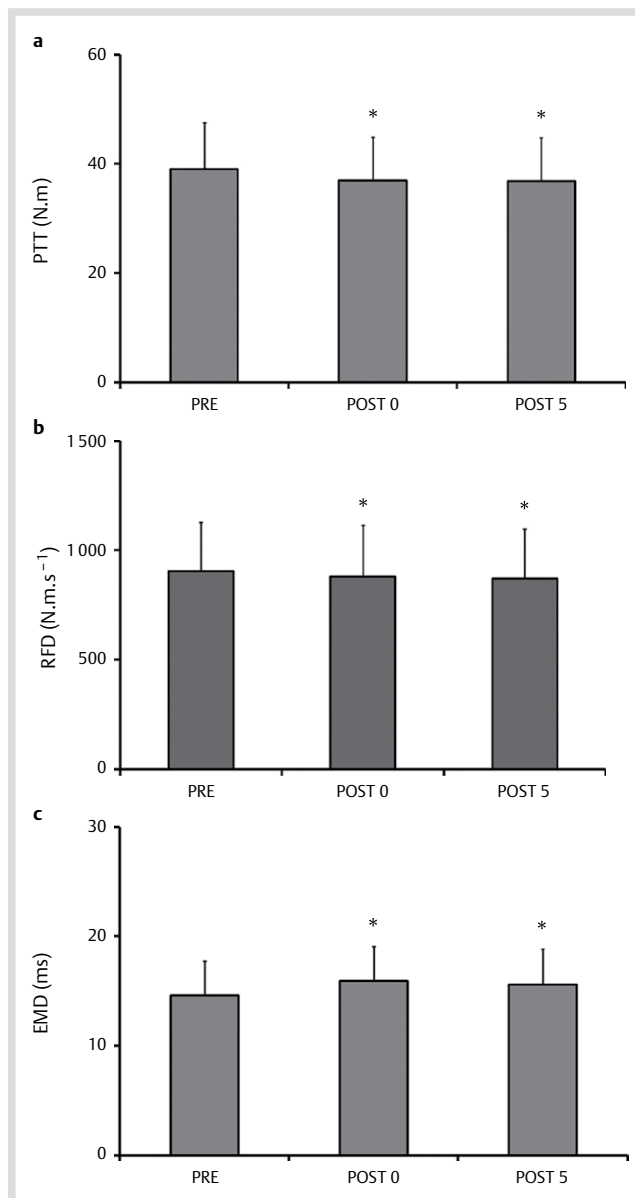 a
60
* *
40
PTT (N.m)
20
0
PRE POST 0 POST 5
b
1 500
* *
1 000
RFD (N.m.s⁻¹)
500
0
PRE POST 0 POST 5
c
30
* *
20
EMD (ms)
10
0
PRE POST 0 POST 5